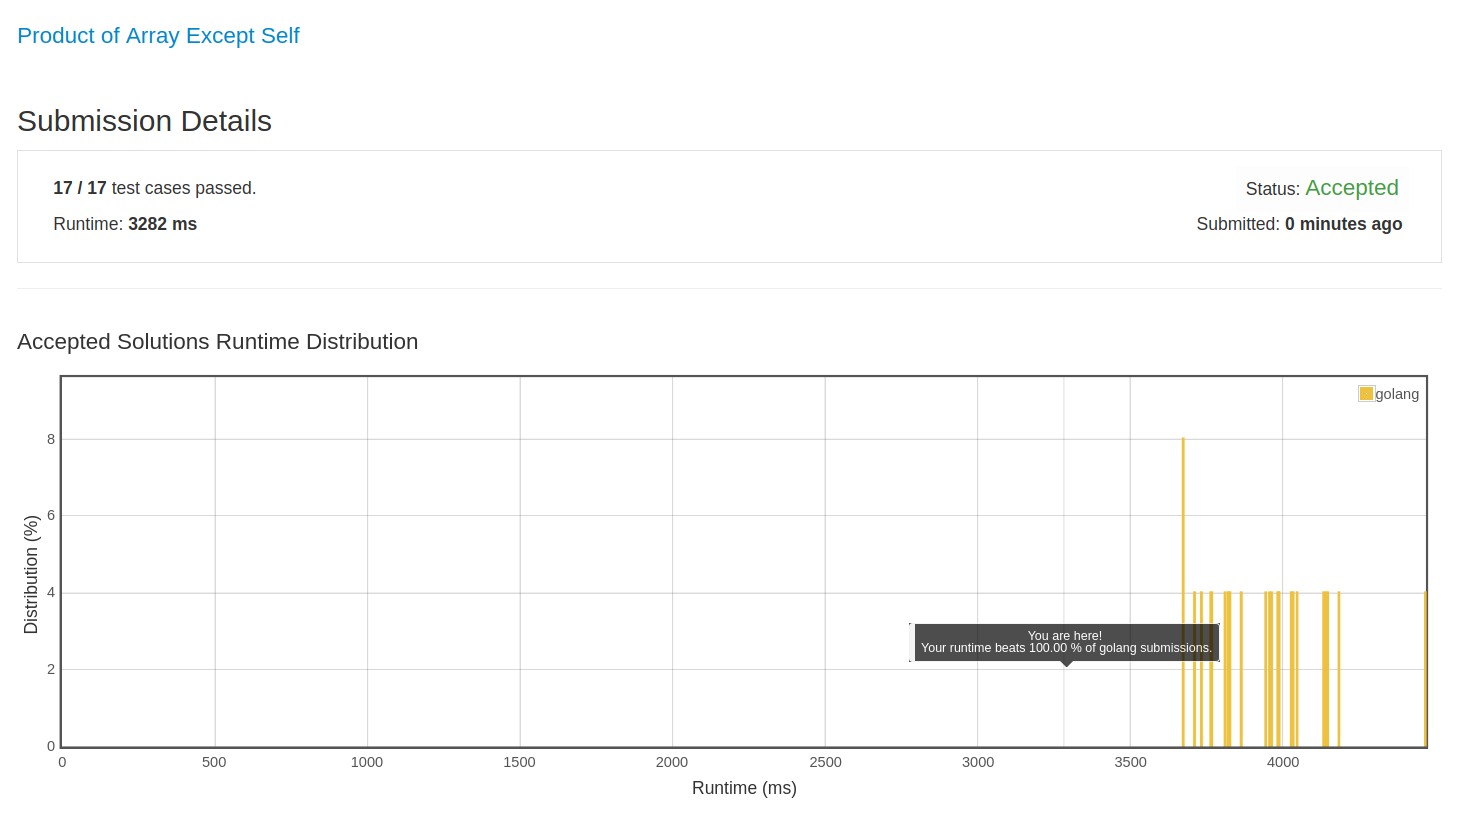 Product of Array Except Self
Submission Details
17 / 17 test cases passed.
Status: Accepted
Runtime: 3282 ms
Submitted: 0 minutes ago
Accepted Solutions Runtime Distribution
golang
8
6
4
2
0
Distribution (%)
You are here!
Your runtime beats 100.00 % of golang submissions.
0 500 1000 1500 2000 2500 3000 3500 4000
Runtime (ms)